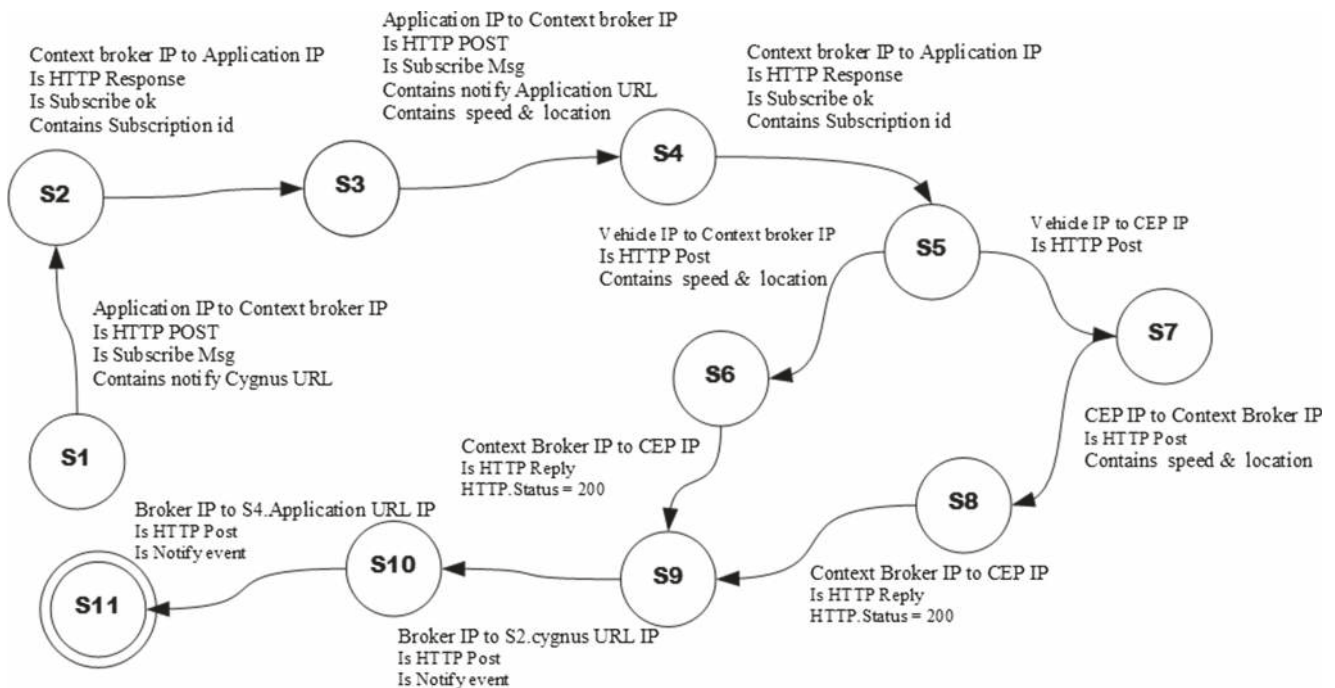 Context broker IP to Application IP
Is HTTP Response
Is Subscribe ok
Contains Subscription id
Application IP to Context broker IP
Is HTTP POST
Is Subscribe Msg
Contains notify Application URL
Contains speed & location
Context broker IP to Application IP
Is HTTP Response
Is Subscribe ok
Contains Subscription id
S2
S3
S4
S5
Vehicle IP to Context broker IP
Is HTTP Post
Contains speed & location
Vehicle IP to CEP IP
Is HTTP Post
Application IP to Context broker IP
Is HTTP POST
Is Subscribe Msg
Contains notify Cygnus URL
S1
S6
S7
CEP IP to Context Broker IP
Is HTTP Post
Contains speed & location
Context Broker IP to CEP IP
Is HTTP Reply
HTTP.Status = 200
S8
Broker IP to S4.Application URL IP
Is HTTP Post
Is Notify event
S11
S10
S9
Context Broker IP to CEP IP
Is HTTP Reply
HTTP.Status = 200
Broker IP to S2.cygnus URL IP
Is HTTP Post
Is Notify event